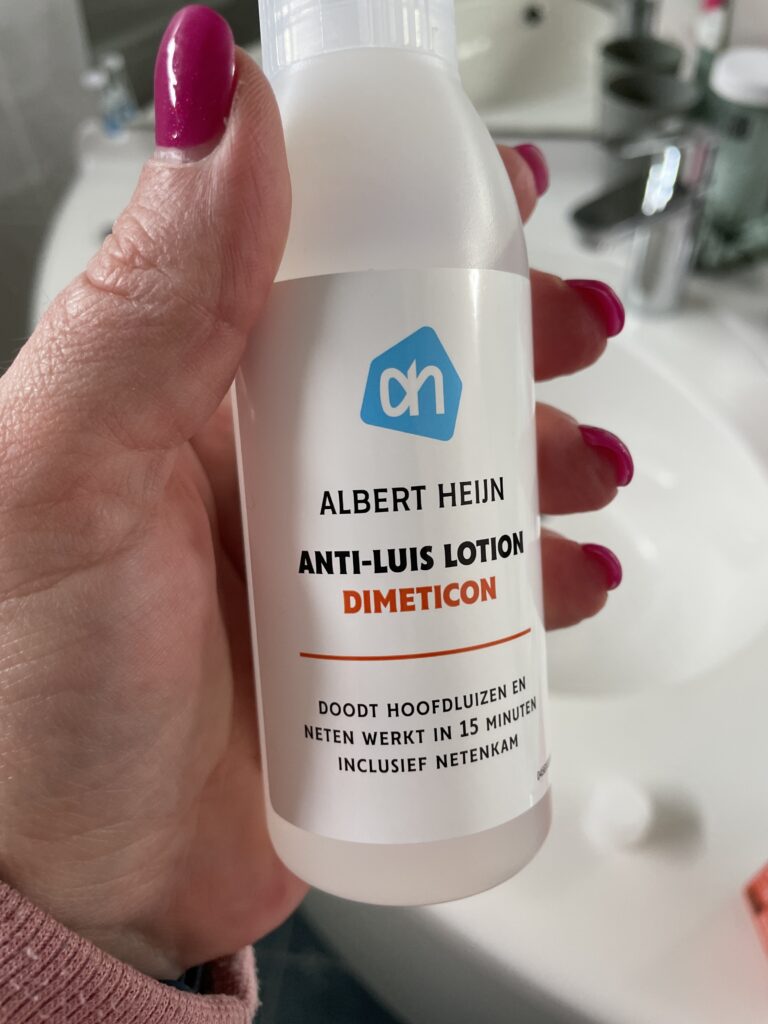 ah
ALBERT HEIJN
ANTI-LUIS LOTION
DIMETICON
DOODT HOOFDLUIZEN EN
NETEN WERKT IN 15 MINUTEN
INCLUSIEF NETENKAM